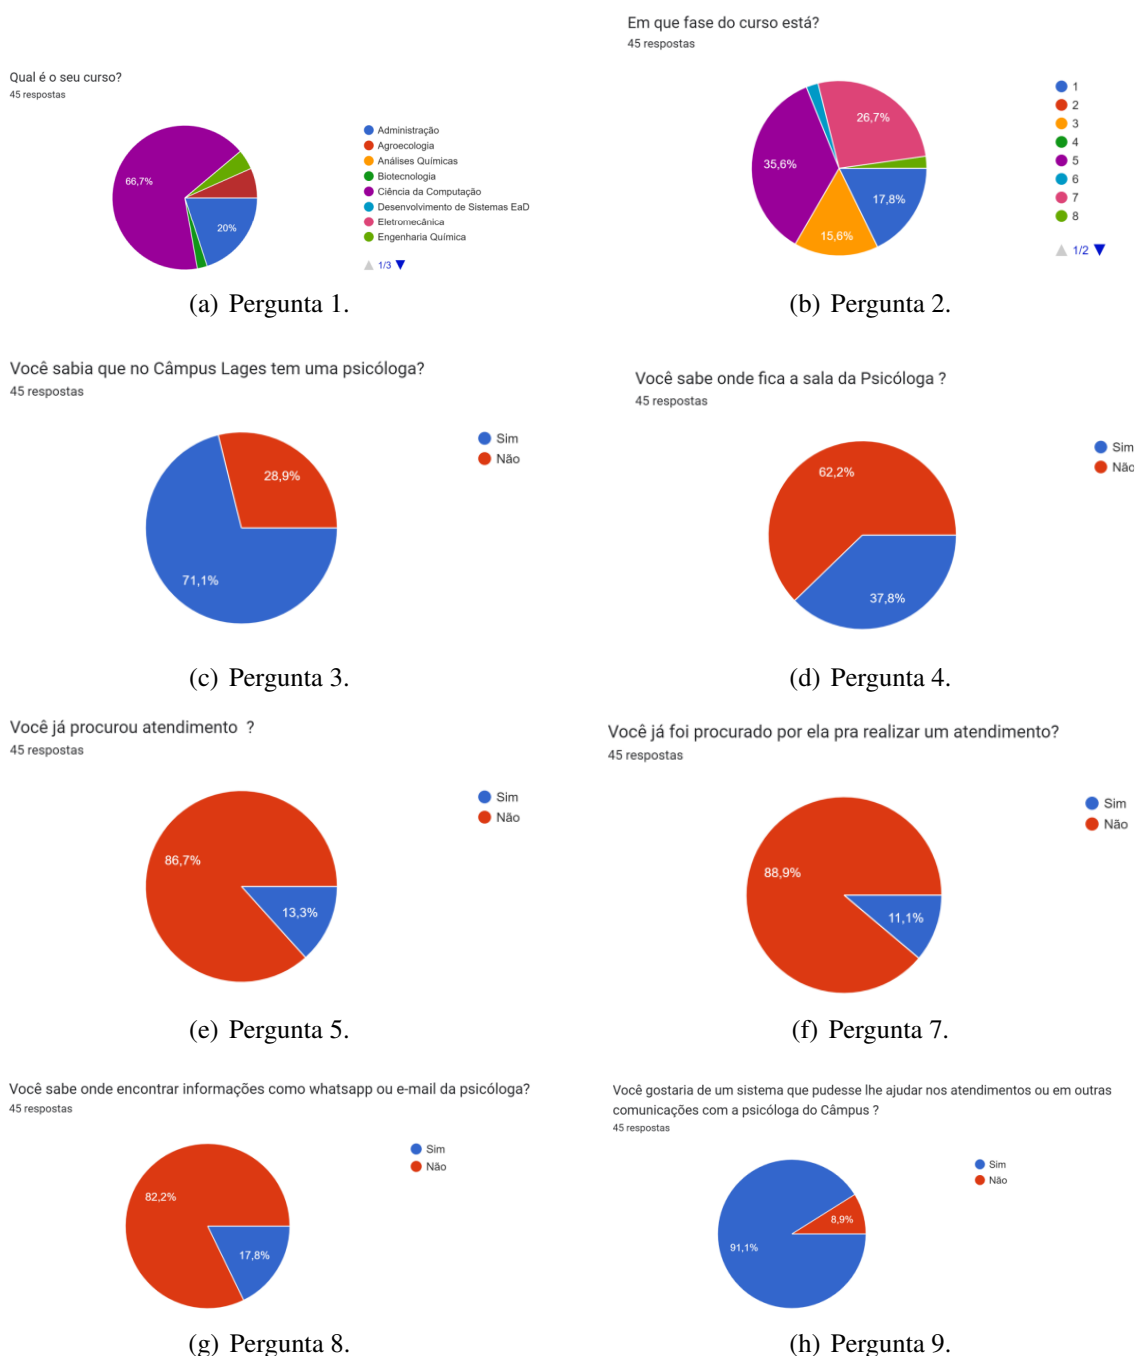 Qual é o seu curso?
45 respostas
66,7%
20%
Administração
Agroecologia
Análises Químicas
Biotecnologia
Ciência da Computação
Desenvolvimento de Sistemas EaD
Eletromecânica
Engenharia Química
1/3
(a) Pergunta 1.
Em que fase do curso está?
45 respostas
26,7%
35,6%
17,8%
15,6%
1
2
3
4
5
6
7
8
1/2
(b) Pergunta 2.
Você sabia que no Câmpus Lages tem uma psicóloga?
45 respostas
Sim
Não
28,9%
71,1%
(c) Pergunta 3.
Você sabe onde fica a sala da Psicóloga ?
45 respostas
Sim
Não
62,2%
37,8%
(d) Pergunta 4.
Você já procurou atendimento ?
45 respostas
Sim
Não
86,7%
13,3%
(e) Pergunta 5.
Você já foi procurado por ela pra realizar um atendimento?
45 respostas
Sim
Não
88,9%
11,1%
(f) Pergunta 7.
Você sabe onde encontrar informações como whatsapp ou e-mail da psicóloga?
45 respostas
Sim
Não
82,2%
17,8%
(g) Pergunta 8.
Você gostaria de um sistema que pudesse lhe ajudar nos atendimentos ou em outras
comunicações com a psicóloga do Câmpus ?
45 respostas
Sim
Não
8,9%
91,1%
(h) Pergunta 9.